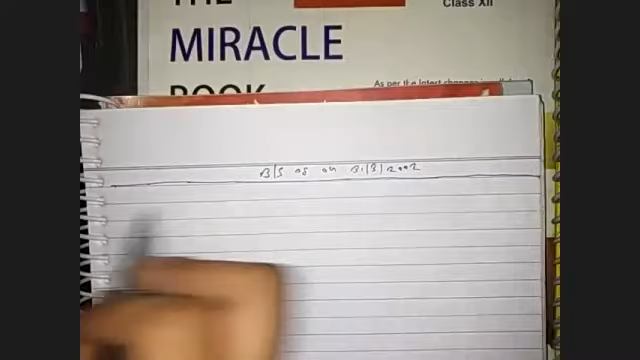 THE
Class XII
MIRACLE
BOOK
As per the latest changes
B/S as on 31/3/2002